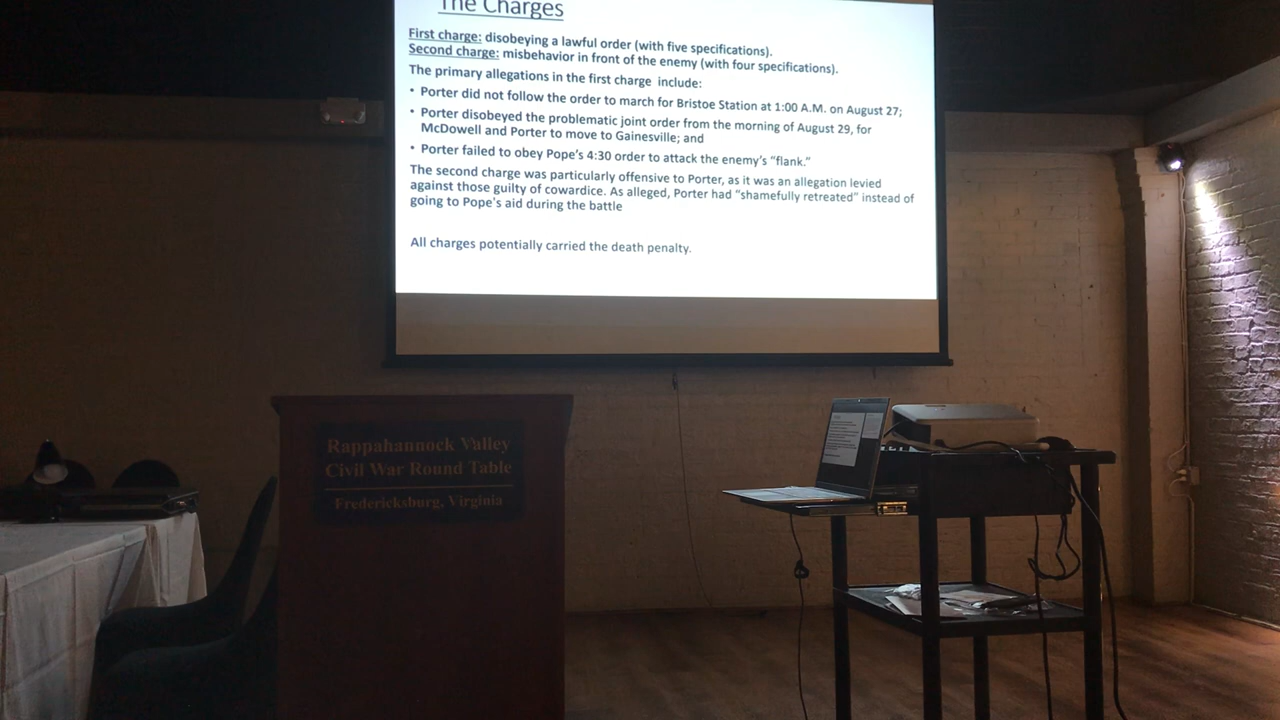 The Charges
First charge: disobeying a lawful order (with five specifications).
Second charge: misbehavior in front of the enemy (with four specifications).
The primary allegations in the first charge include:
• Porter did not follow the order to march for Bristoe Station at 1:00 A.M. on August 27;
• Porter disobeyed the problematic joint order from the morning of August 29, for
McDowell and Porter to move to Gainesville; and
• Porter failed to obey Pope's 4:30 order to attack the enemy's "flank."
The second charge was particularly offensive to Porter, as it was an allegation levied
against those guilty of cowardice. As alleged, Porter had "shamefully retreated" instead of
going to Pope's aid during the battle
All charges potentially carried the death penalty.
Rappahannock Valley
Civil War Round Table
Fredericksburg, Virginia